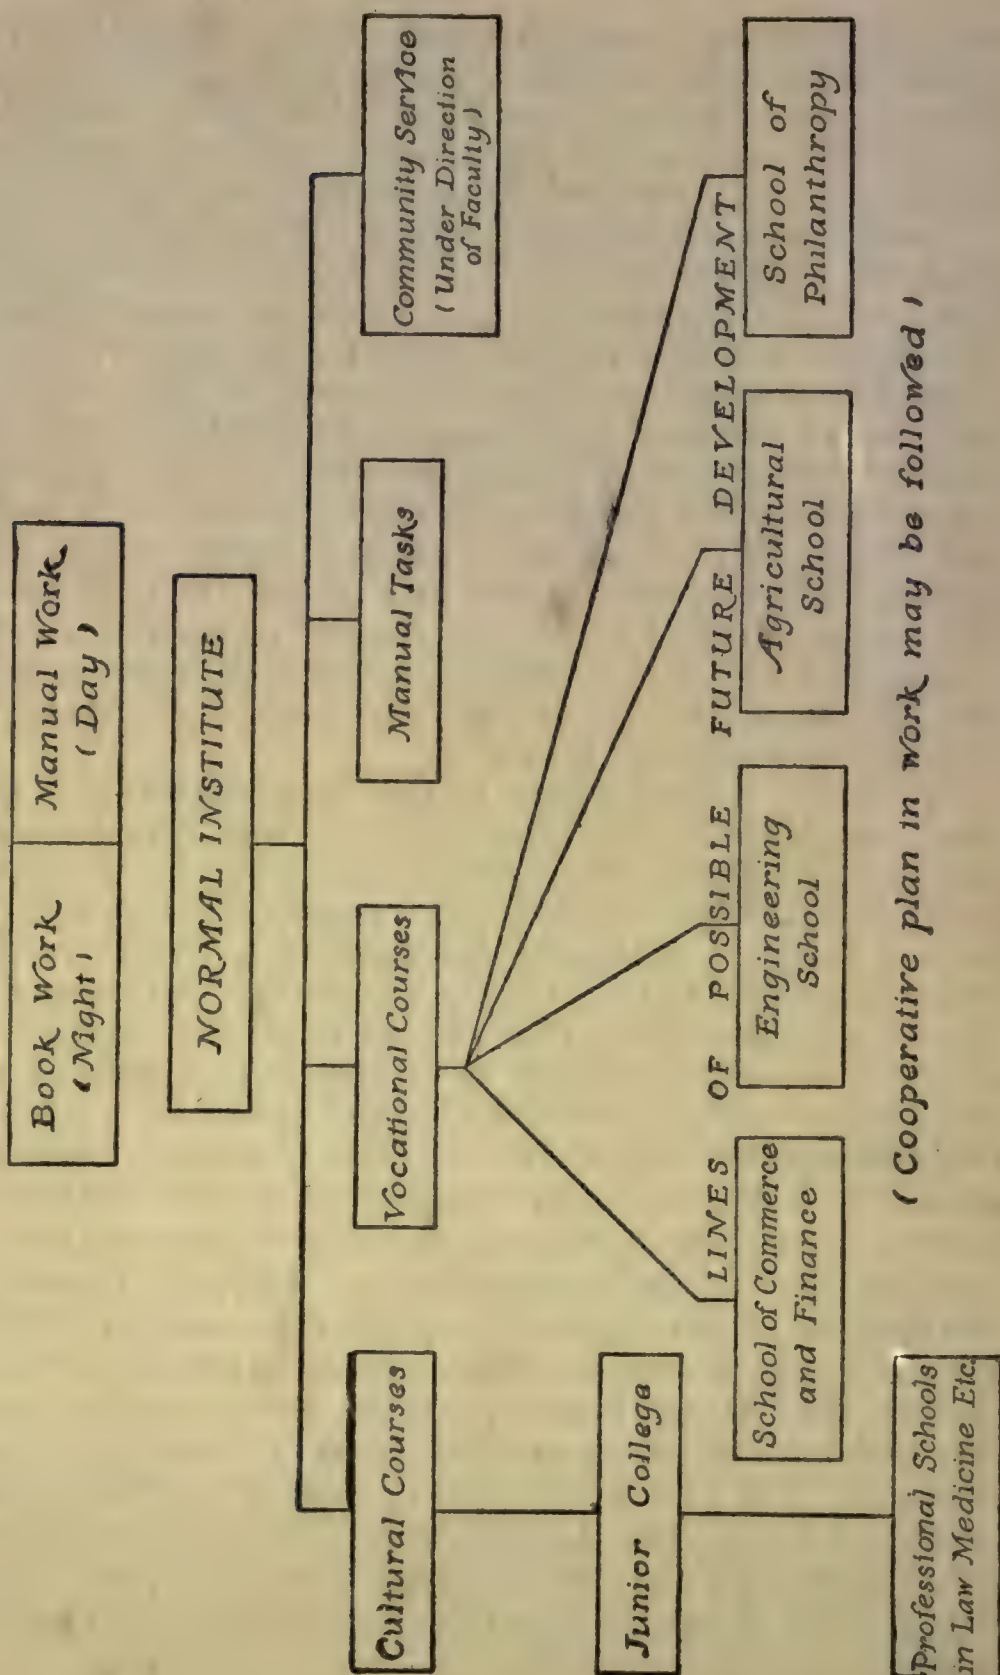 Book Work
(Night)
Manual Work
(Day)
NORMAL INSTITUTE
Cultural Courses
Vocational Courses
Manual Tasks
Community Service
(Under Direction
of Faculty)
Junior College
LINES OF POSSIBLE FUTURE DEVELOPMENT
School of Commerce
and Finance
Engineering
School
Agricultural
School
School of
Philanthropy
Professional Schools
in Law Medicine Etc.
(Cooperative plan in work may be followed)